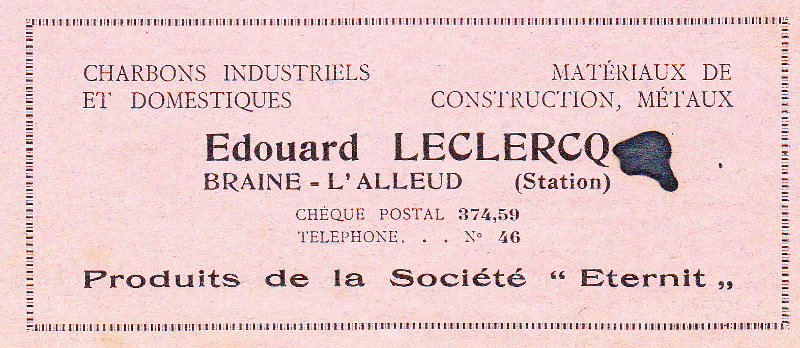 CHARBONS INDUSTRIELS
ET DOMESTIQUES
MATÉRIAUX DE
CONSTRUCTION, MÉTAUX
Edouard LECLERCQ
BRAINE - L'ALLEUD (Station)
CHÈQUE POSTAL 374,59
TELEPHONE. . . N° 46
Produits de la Société “ Eternit „